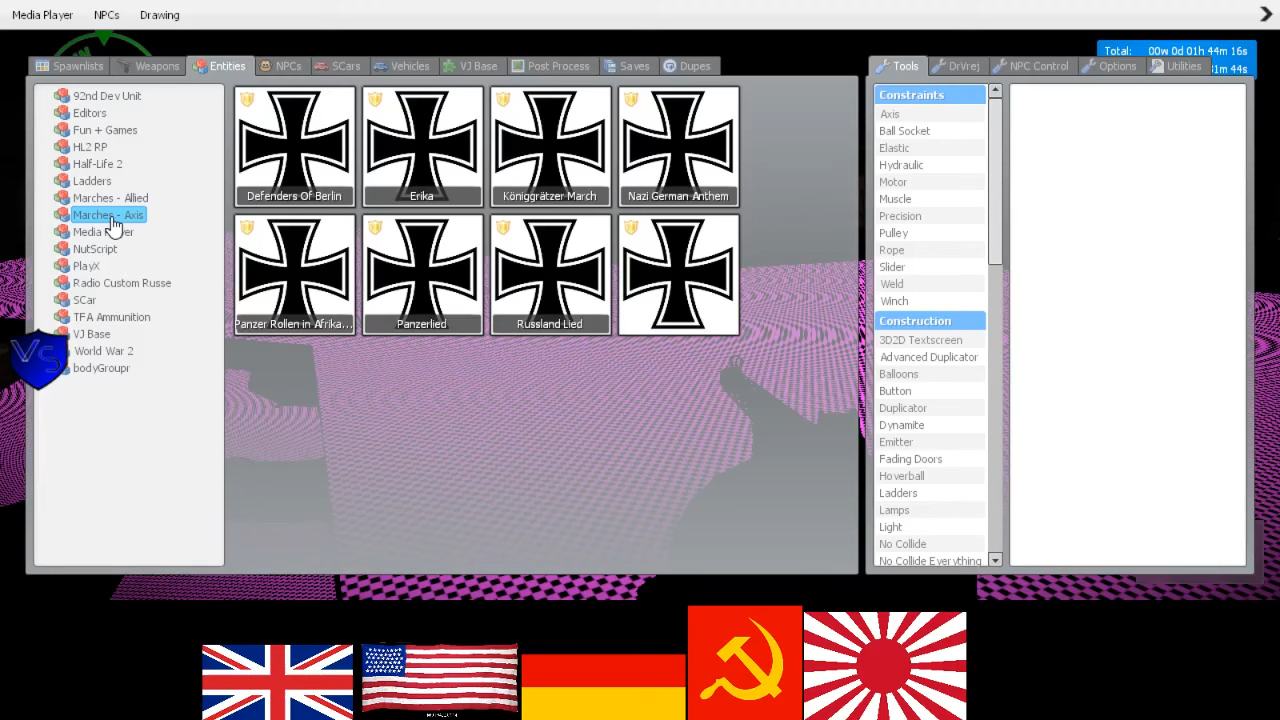 Media Player NPCs Drawing
Total: 00w 0d 01h 44m 16s
31m 44s
Spawnlists Weapons Entities NPCs SCars Vehicles VJ Base Post Process Saves Dupes
92nd Dev Unit
Editors
Fun + Games
HL2 RP
Half-Life 2
Ladders
Marches - Allied
Marches - Axis
Media Player
NutScript
PlayX
Radio Custom Russe
SCar
TFA Ammunition
VJ Base
World War 2
bodyGroupr
VS
Defenders Of Berlin
Erika
Königgrätzer March
Nazi German Anthem
Panzer Rollen in Afrika...
Panzerlied
Russland Lied
Tools DrVrej NPC Control Options Utilities
Constraints
Axis
Ball Socket
Elastic
Hydraulic
Motor
Muscle
Precision
Pulley
Rope
Slider
Weld
Winch
Construction
3D2D Textscreen
Advanced Duplicator
Balloons
Button
Duplicator
Dynamite
Emitter
Fading Doors
Hoverball
Ladders
Lamps
Light
No Collide
No Collide Everything